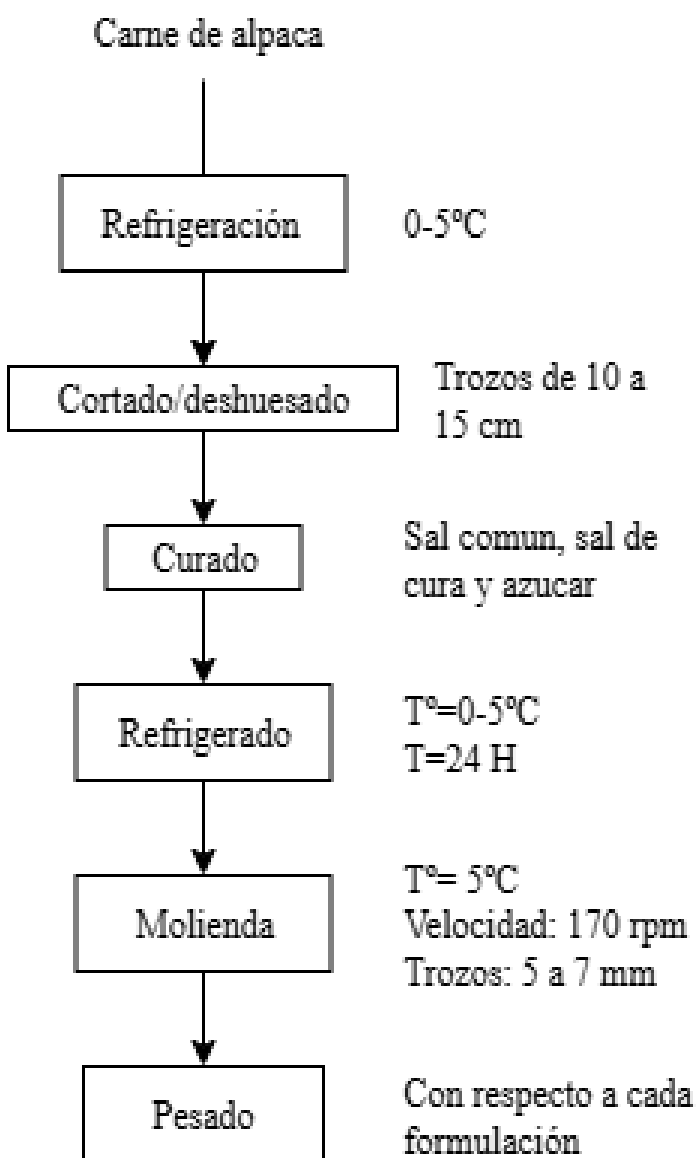 Carne de alpaca
Refrigeración
0-5ºC
Cortado/deshuesado
Trozos de 10 a
15 cm
Curado
Sal comun, sal de
cura y azucar
Refrigerado
Tº=0-5ºC
T=24 H
Molienda
Tº= 5ºC
Velocidad: 170 rpm
Trozos: 5 a 7 mm
Pesado
Con respecto a cada
formulación